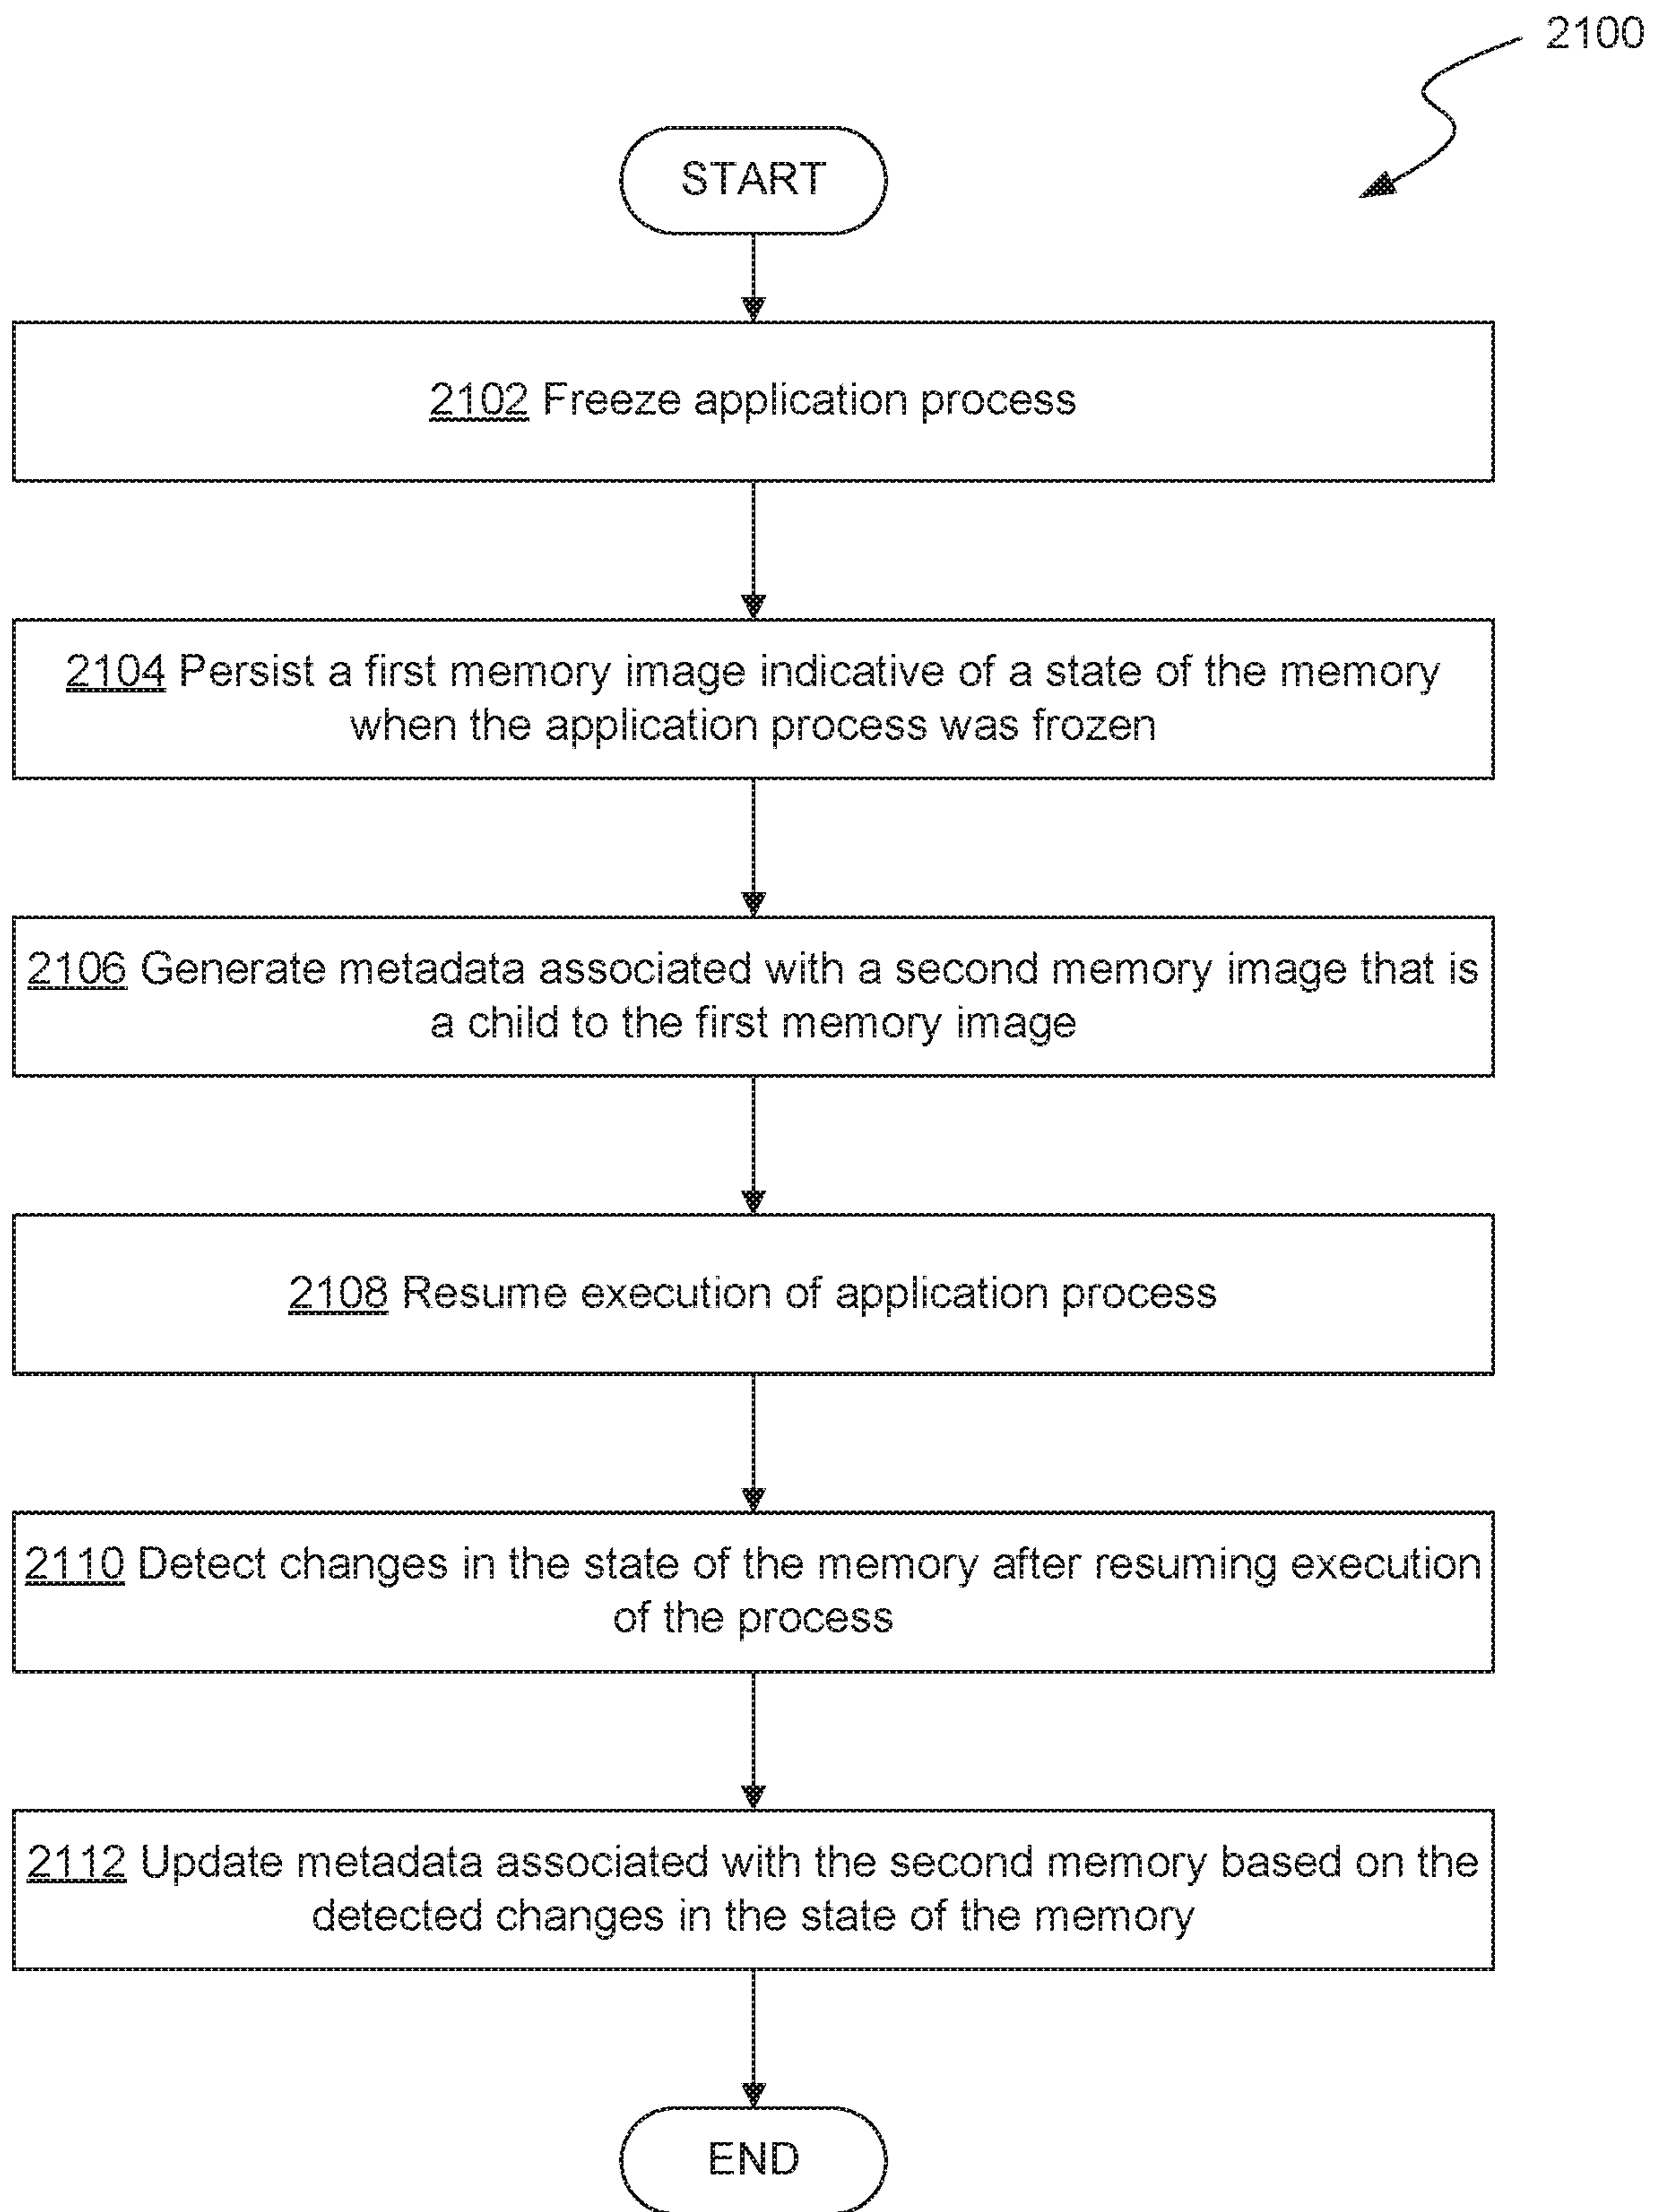 2100
START
2102 Freeze application process
2104 Persist a first memory image indicative of a state of the memory
when the application process was frozen
2106 Generate metadata associated with a second memory image that is
a child to the first memory image
2108 Resume execution of application process
2110 Detect changes in the state of the memory after resuming execution
of the process
2112 Update metadata associated with the second memory based on the
detected changes in the state of the memory
END